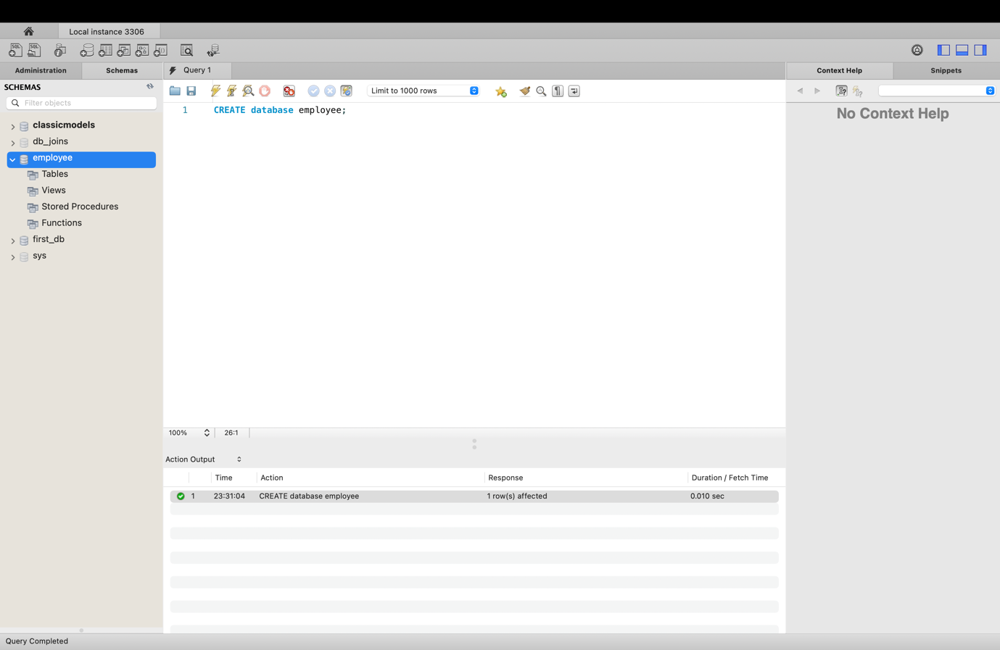 Local instance 3306
Administration Schemas Query 1 Context Help Snippets
SCHEMAS
Limit to 1000 rows
Filter objects
1 CREATE database employee;
No Context Help
classicmodels
db_joins
employee
Tables
Views
Stored Procedures
Functions
first_db
sys
100% 26:1
Action Output
Time Action Response Duration / Fetch Time
1 23:31:04 CREATE database employee 1 row(s) affected 0.010 sec
Query Completed